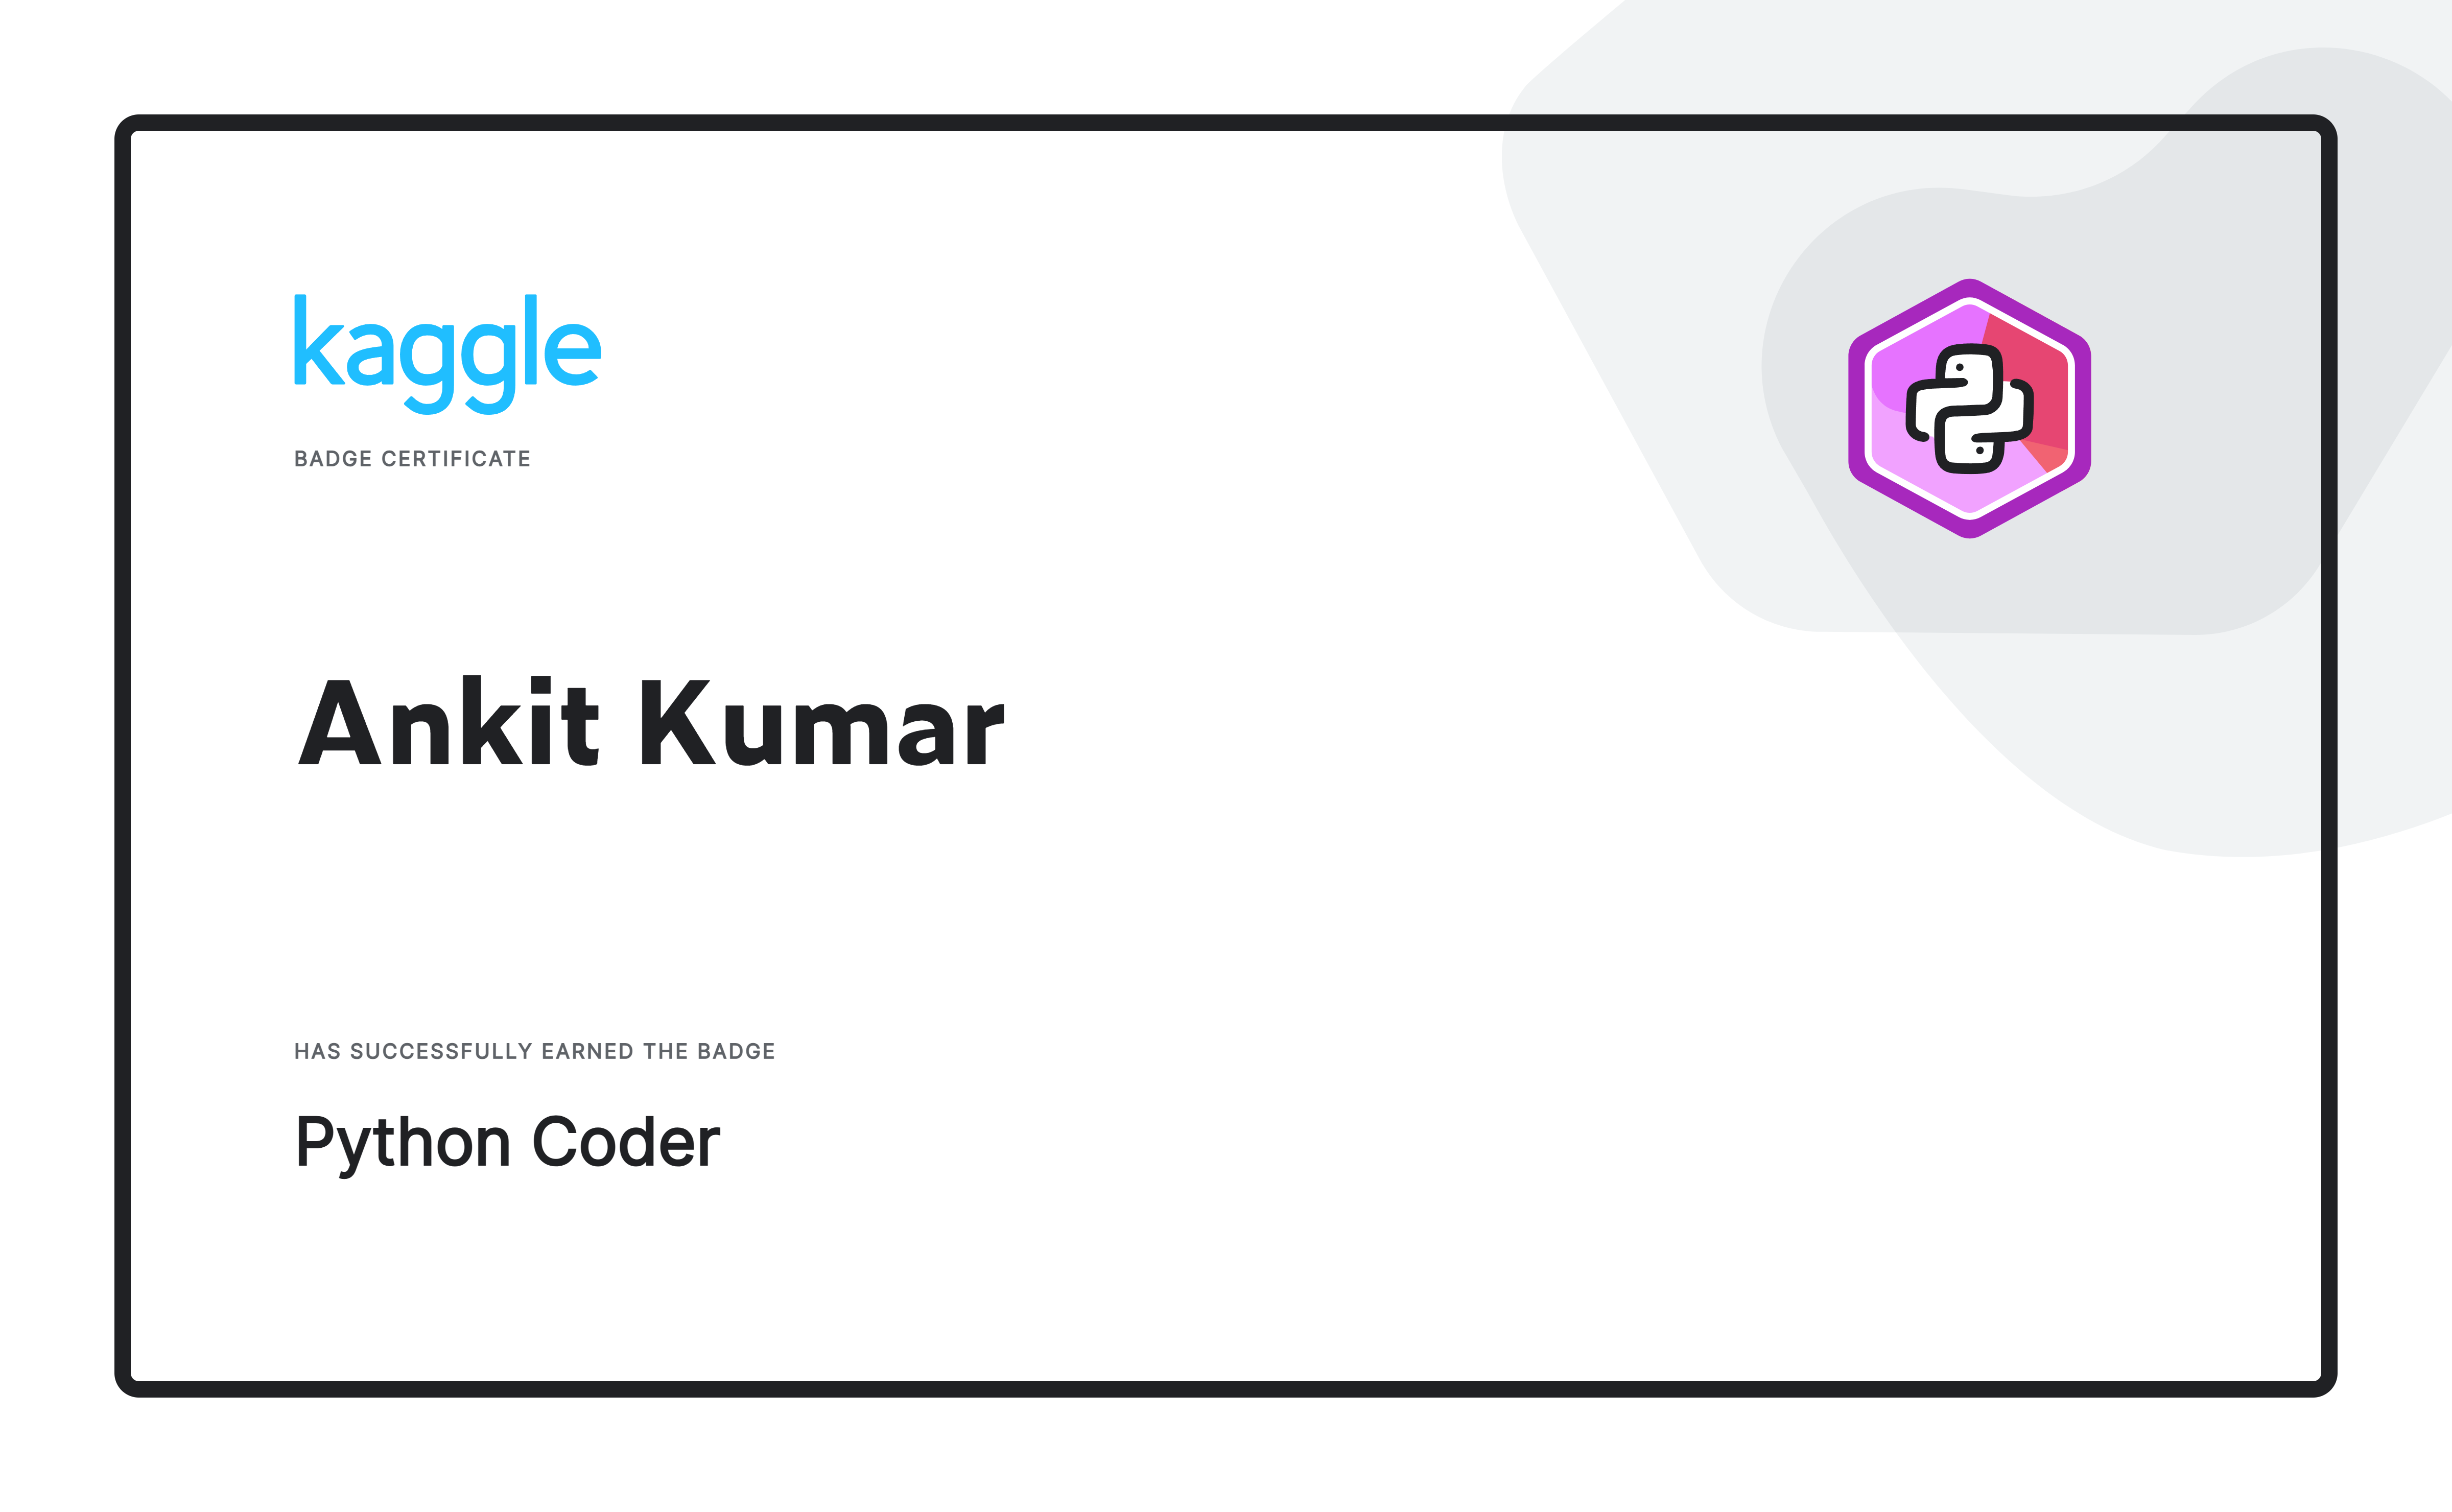 kaggle
BADGE CERTIFICATE
Ankit Kumar
HAS SUCCESSFULLY EARNED THE BADGE
Python Coder